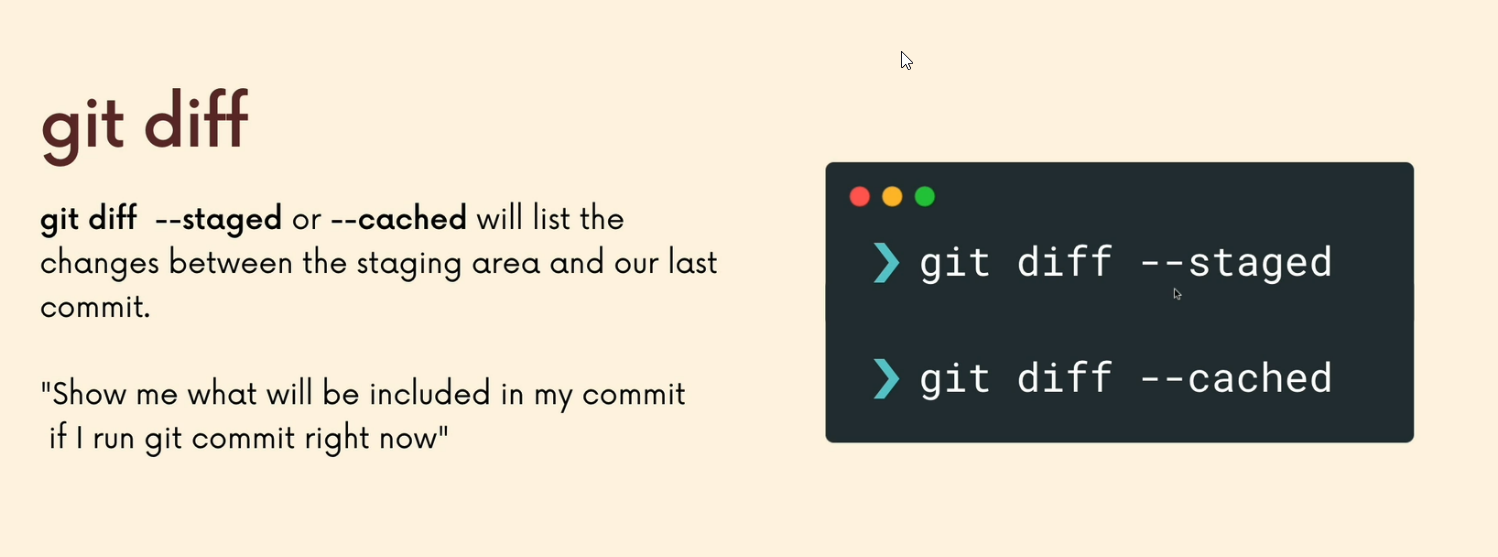 git diff
git diff  --staged or --cached will list the
changes between the staging area and our last
commit.
"Show me what will be included in my commit
if I run git commit right now"
❯ git diff --staged
❯ git diff --cached